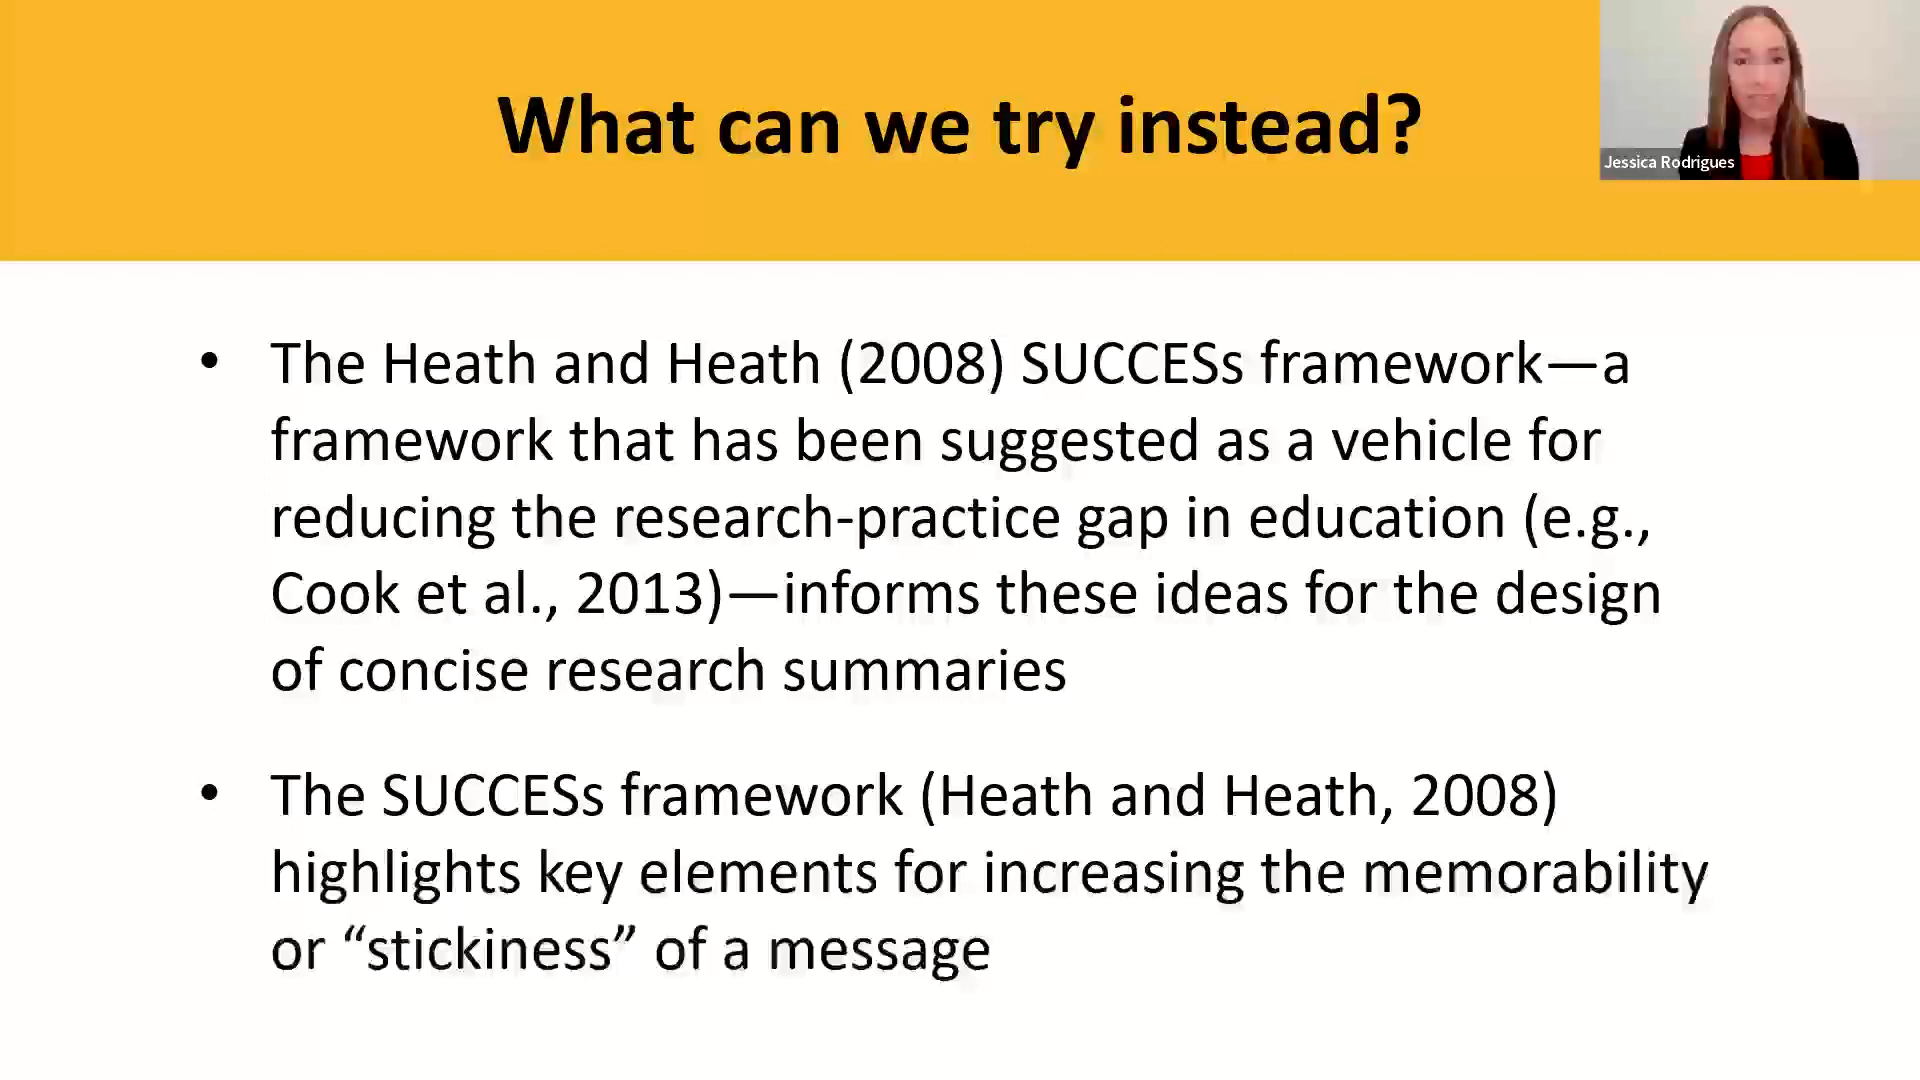 What can we try instead?
Jessica Rodrigues
• The Heath and Heath (2008) SUCCESs framework—a
framework that has been suggested as a vehicle for
reducing the research-practice gap in education (e.g.,
Cook et al., 2013)—informs these ideas for the design
of concise research summaries
• The SUCCESs framework (Heath and Heath, 2008)
highlights key elements for increasing the memorability
or “stickiness” of a message